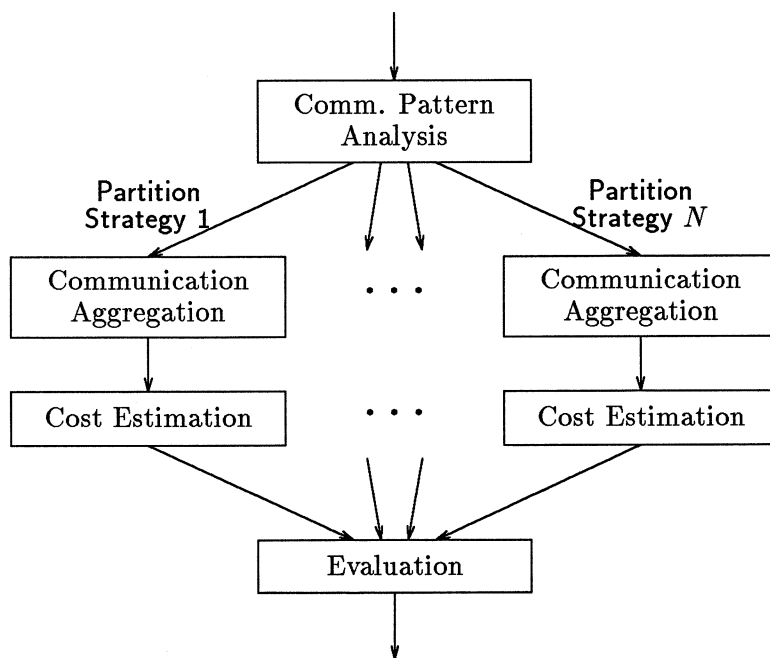 Comm. Pattern
Analysis
Partition
Strategy 1
Partition
Strategy N
Communication
Aggregation
. . .
Communication
Aggregation
Cost Estimation
. . .
Cost Estimation
Evaluation